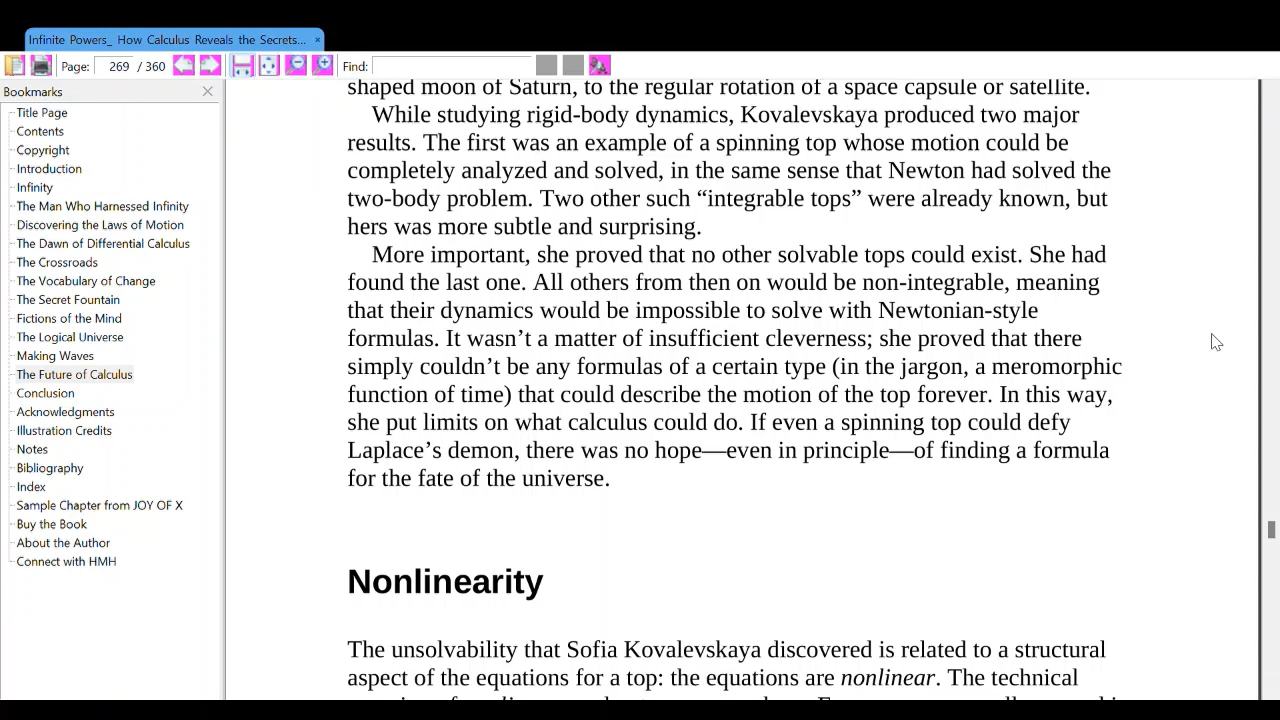 Infinite Powers_ How Calculus Reveals the Secrets... ×
Page: 269 / 360 Find:
Bookmarks
Title Page
Contents
Copyright
Introduction
Infinity
The Man Who Harnessed Infinity
Discovering the Laws of Motion
The Dawn of Differential Calculus
The Crossroads
The Vocabulary of Change
The Secret Fountain
Fictions of the Mind
The Logical Universe
Making Waves
The Future of Calculus
Conclusion
Acknowledgments
Illustration Credits
Notes
Bibliography
Index
Sample Chapter from JOY OF X
Buy the Book
About the Author
Connect with HMH
shaped moon of Saturn, to the regular rotation of a space capsule or satellite.
While studying rigid-body dynamics, Kovalevskaya produced two major
results. The first was an example of a spinning top whose motion could be
completely analyzed and solved, in the same sense that Newton had solved the
two-body problem. Two other such “integrable tops” were already known, but
hers was more subtle and surprising.
More important, she proved that no other solvable tops could exist. She had
found the last one. All others from then on would be non-integrable, meaning
that their dynamics would be impossible to solve with Newtonian-style
formulas. It wasn’t a matter of insufficient cleverness; she proved that there
simply couldn’t be any formulas of a certain type (in the jargon, a meromorphic
function of time) that could describe the motion of the top forever. In this way,
she put limits on what calculus could do. If even a spinning top could defy
Laplace’s demon, there was no hope—even in principle—of finding a formula
for the fate of the universe.
Nonlinearity
The unsolvability that Sofia Kovalevskaya discovered is related to a structural
aspect of the equations for a top: the equations are nonlinear. The technical